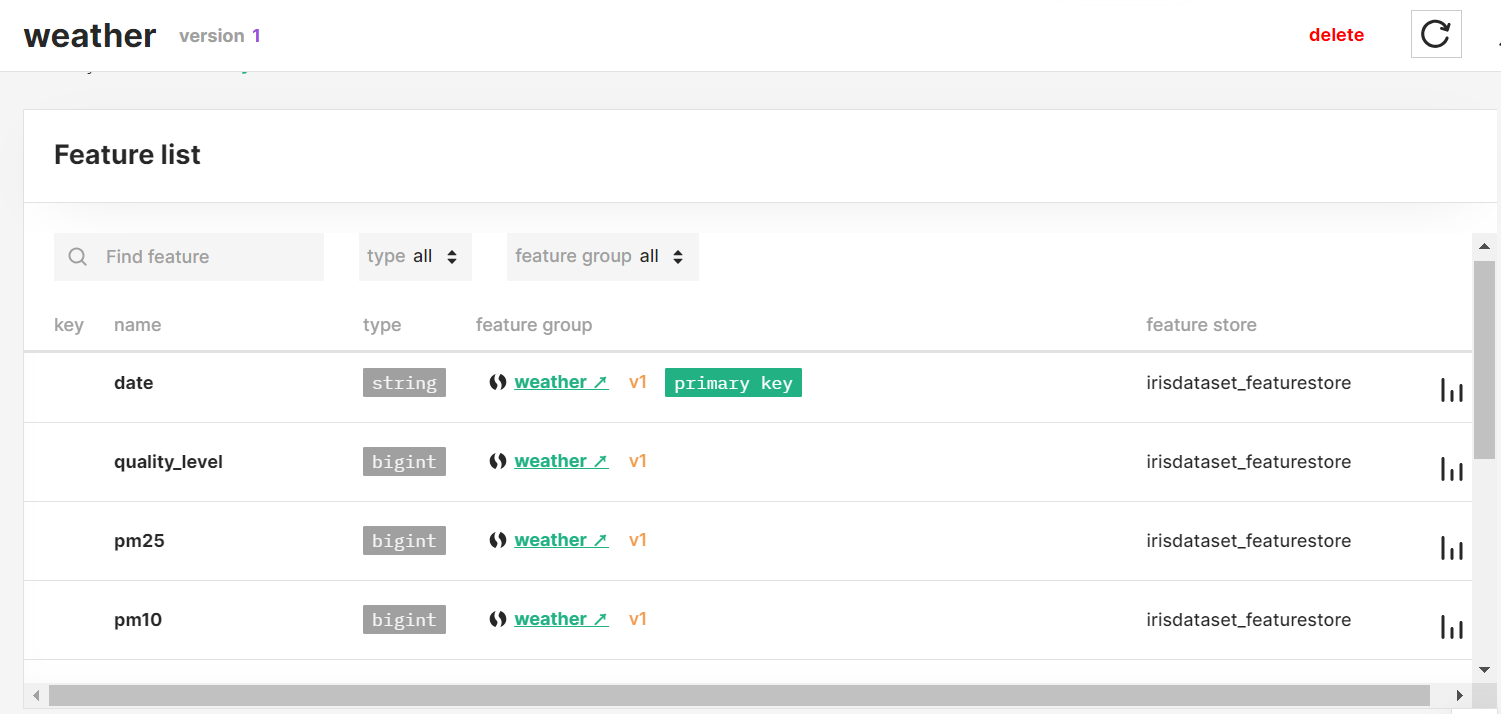 weather version 1 delete
Feature list
Find feature type all feature group all
key name type feature group feature store
date string weather v1 primary key irisdataset_featurestore
quality_level bigint weather v1 irisdataset_featurestore
pm25 bigint weather v1 irisdataset_featurestore
pm10 bigint weather v1 irisdataset_featurestore